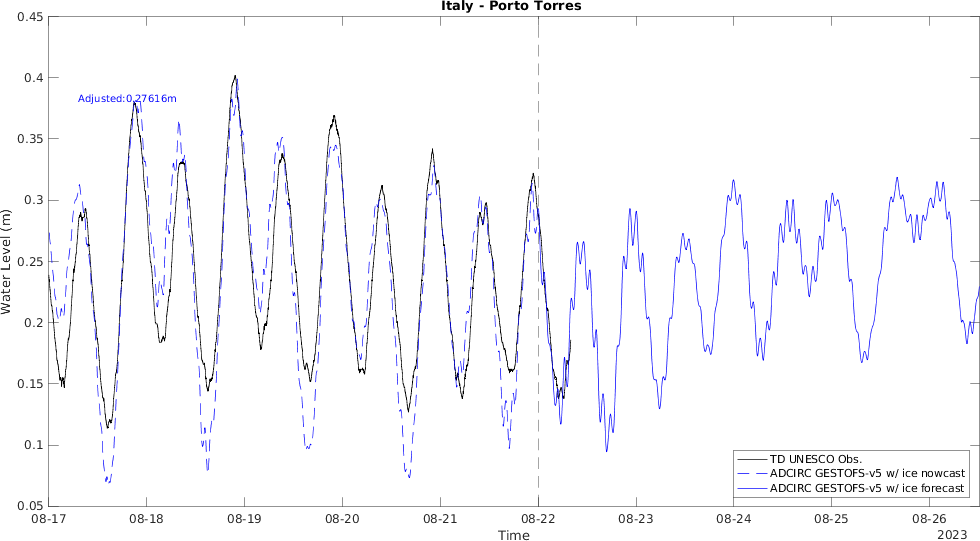 Italy - Porto Torres
0.45
0.4
0.35
0.3
0.25
0.2
0.15
0.1
0.05
Water Level (m)
Adjusted:0.27616m
TD UNESCO Obs.
ADCIRC GESTOFS-v5 w/ ice nowcast
ADCIRC GESTOFS-v5 w/ ice forecast
08-17 08-18 08-19 08-20 08-21 08-22 08-23 08-24 08-25 08-26
Time
2023